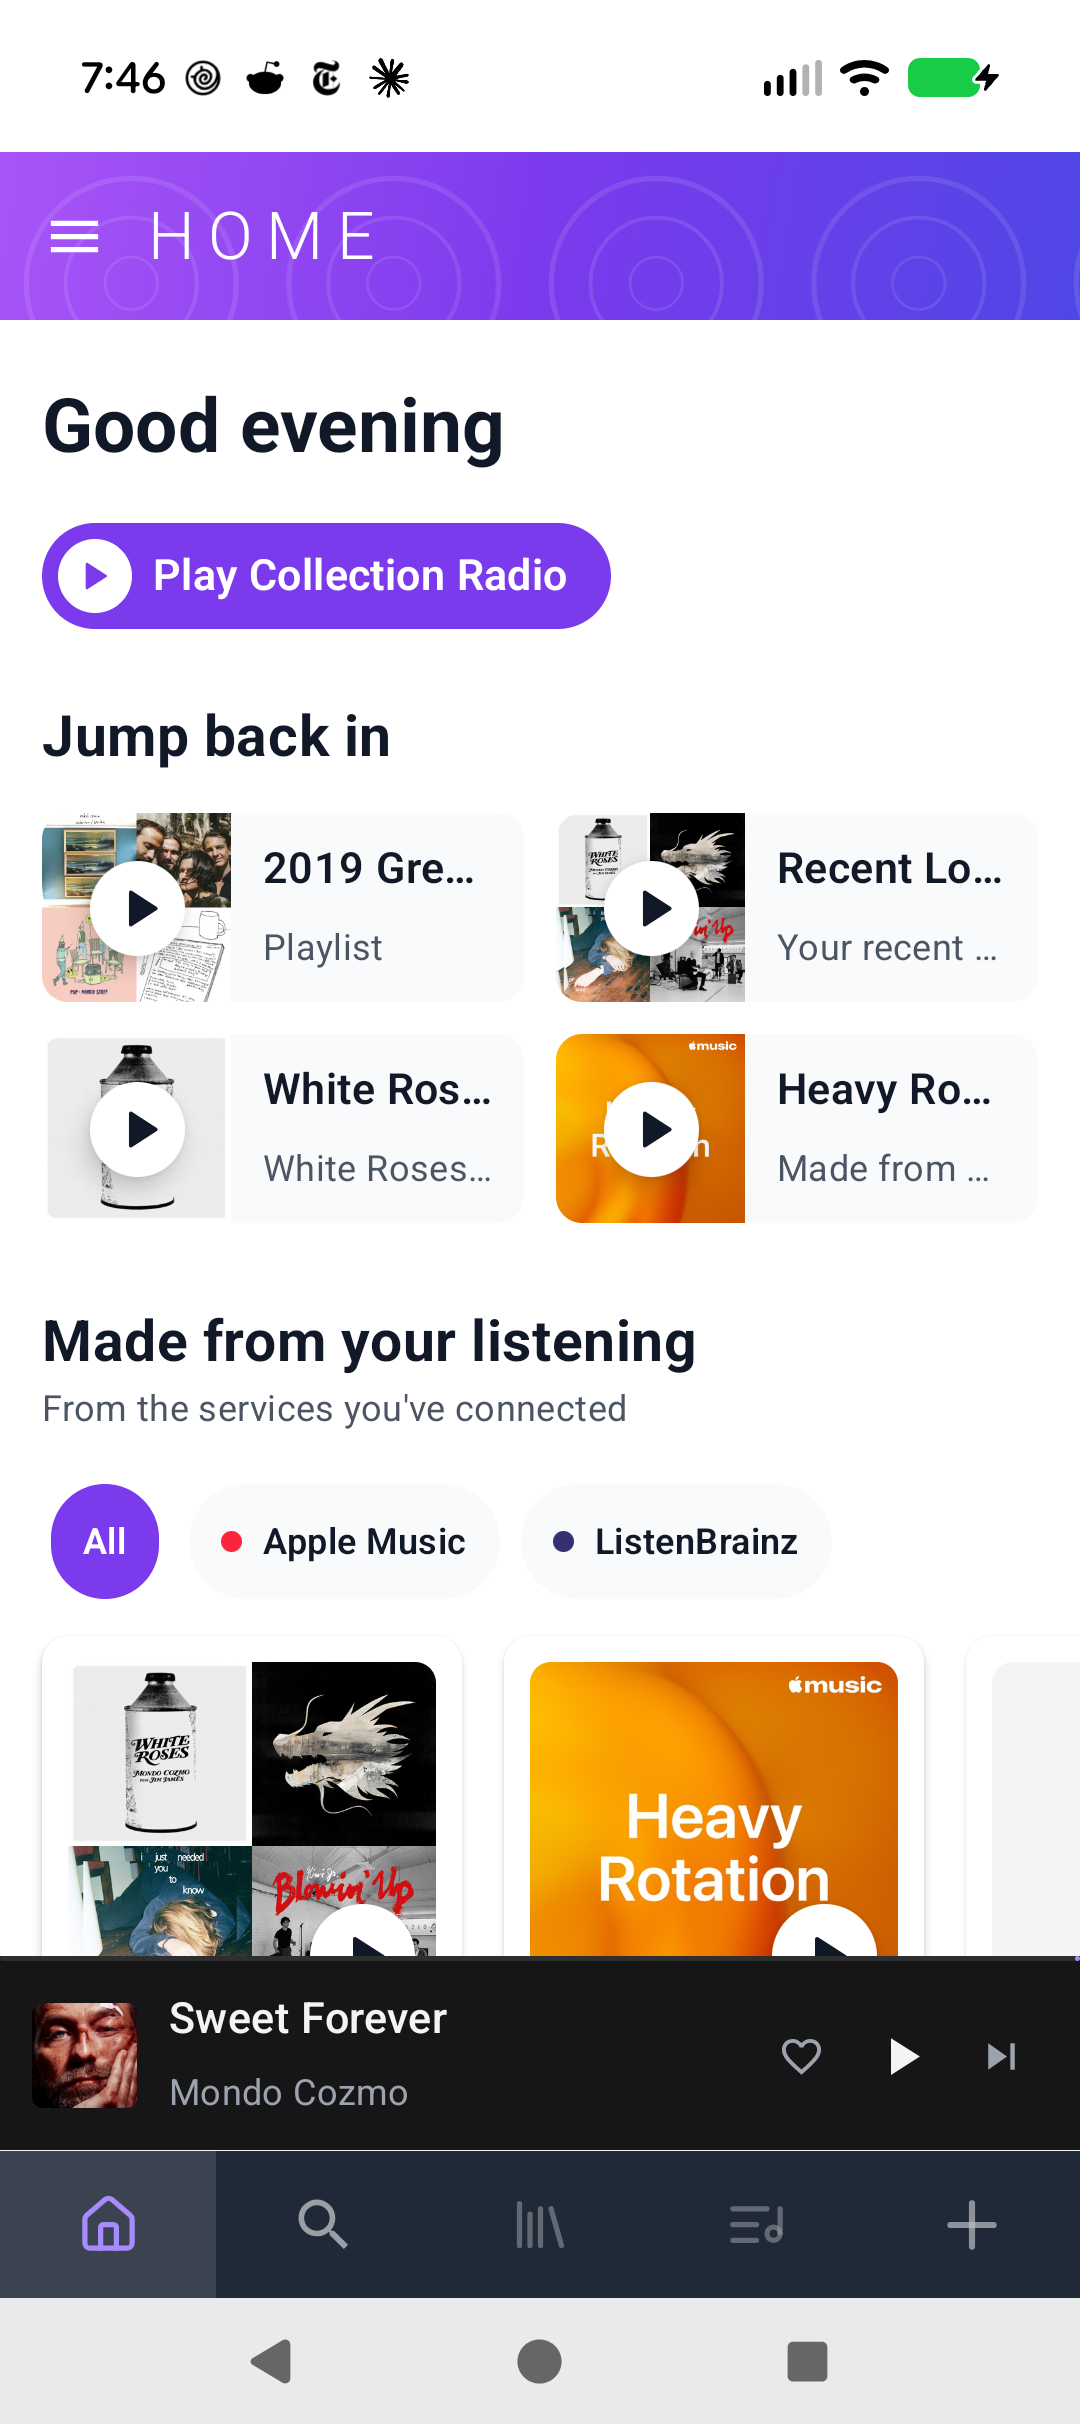 7:46
HOME
Good evening
Play Collection Radio
Jump back in
2019 Gre...
Playlist
Recent Lo...
Your recent ...
White Ros...
White Roses...
Heavy Ro...
Made from ...
Made from your listening
From the services you've connected
All
Apple Music
ListenBrainz
WHITE
ROSES
MONDO COZMO
FEAT JIM JAMES
i just needed
you
to
know
Blowin' Up
music
Heavy
Rotation
Sweet Forever
Mondo Cozmo